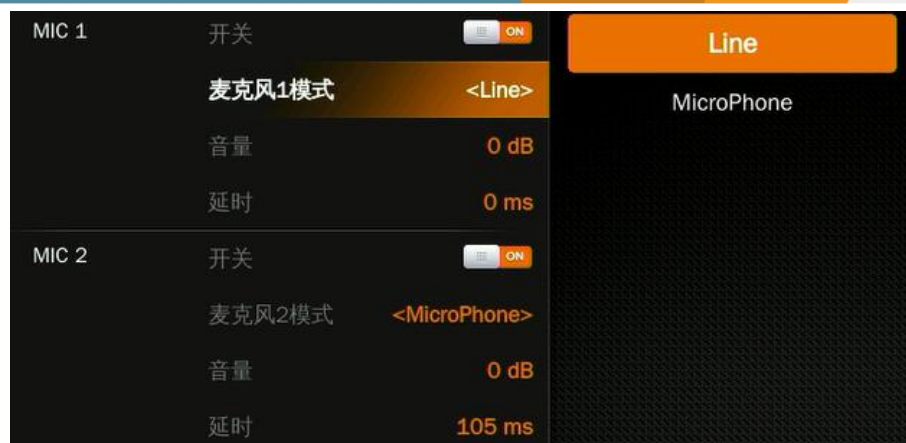 MIC 1 开关 ON
麦克风1模式 <Line>
音量 0 dB
延时 0 ms
MIC 2 开关 ON
麦克风2模式 <MicroPhone>
音量 0 dB
延时 105 ms
Line
MicroPhone